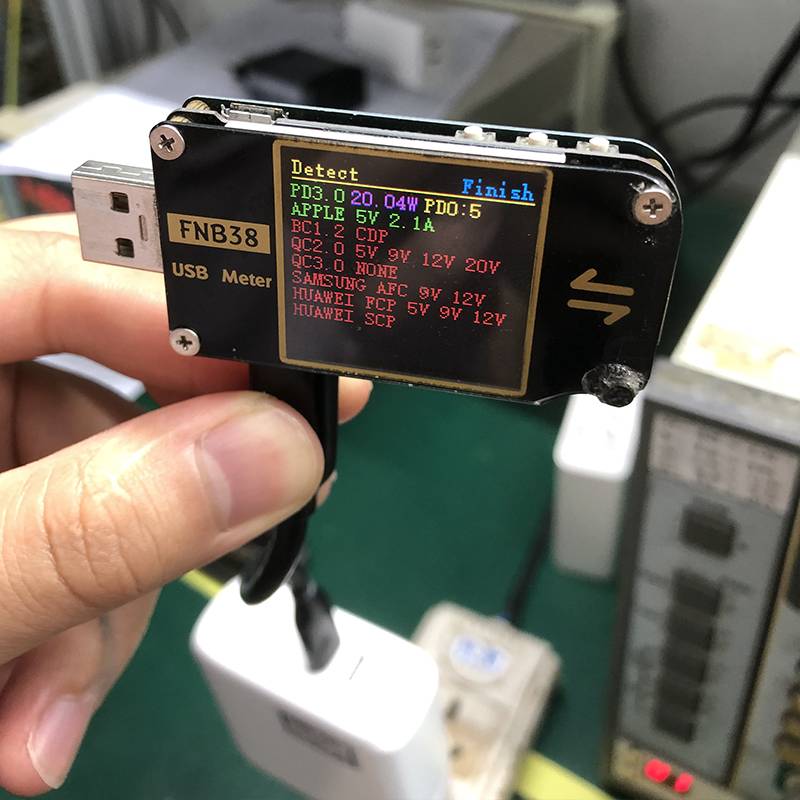 Detect
Finish
PD3.0 20.04W PDO:5
APPLE 5V 2.1A
BC1.2 CDP
QC2.0 5V 9V 12V 20V
QC3.0 NONE
SAMSUNG AFC 9V 12V
HUAWEI FCP 5V 9V 12V
HUAWEI SCP
FNB38
USB Meter